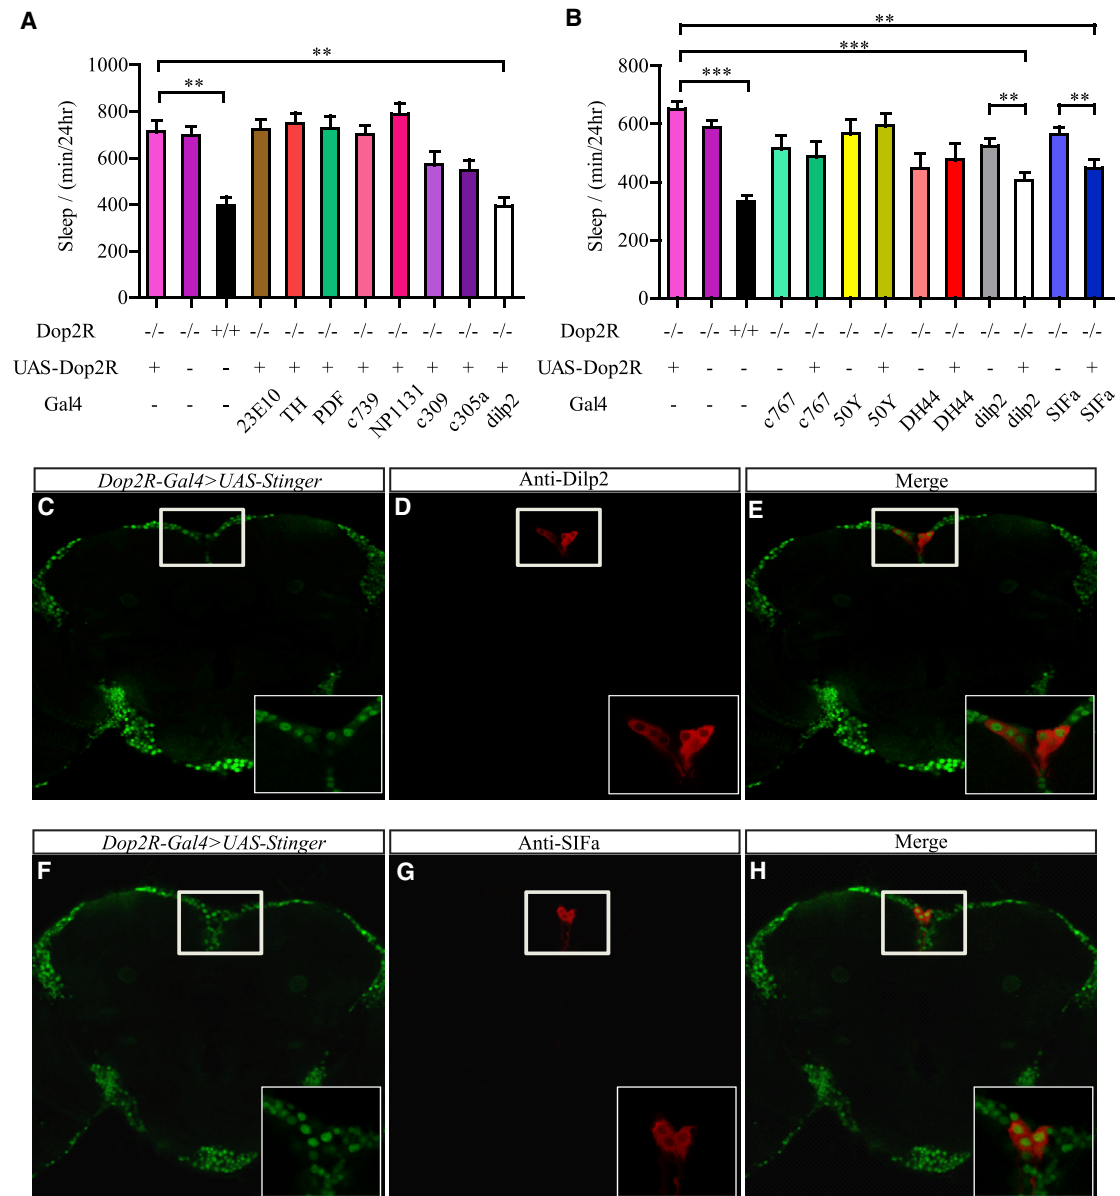 A
B
**
**
***
**
***
**
**
1000
800
600
400
200
0
Sleep / (min/24hr)
800
600
400
200
0
Sleep / (min/24hr)
Dop2R -/- -/- +/+ -/- -/- -/- -/- -/- -/- -/- -/-
UAS-Dop2R + - - + + + + + + + +
Gal4 - - - 23E10 TH PDF c739 NP1131 c309 c305a dilp2
Dop2R -/- -/- +/+ -/- -/- -/- -/- -/- -/- -/- -/- -/- -/-
UAS-Dop2R + - - - + - + - + - + - +
Gal4 - - - c767 c767 50Y 50Y DH44 DH44 dilp2 dilp2 SIFa SIFa
Dop2R-Gal4>UAS-Stinger
Anti-Dilp2
Merge
C
D
E
Dop2R-Gal4>UAS-Stinger
Anti-SIFa
Merge
F
G
H